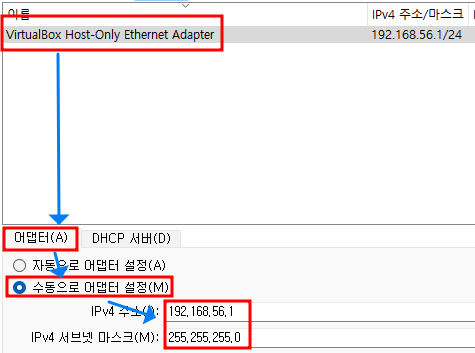 이름 IPv4 주소/마스크
VirtualBox Host-Only Ethernet Adapter 192.168.56.1/24
어댑터(A) DHCP 서버(D)
자동으로 어댑터 설정(A)
수동으로 어댑터 설정(M)
IPv4 주소(I): 192,168,56,1
IPv4 서브넷 마스크(M): 255,255,255,0